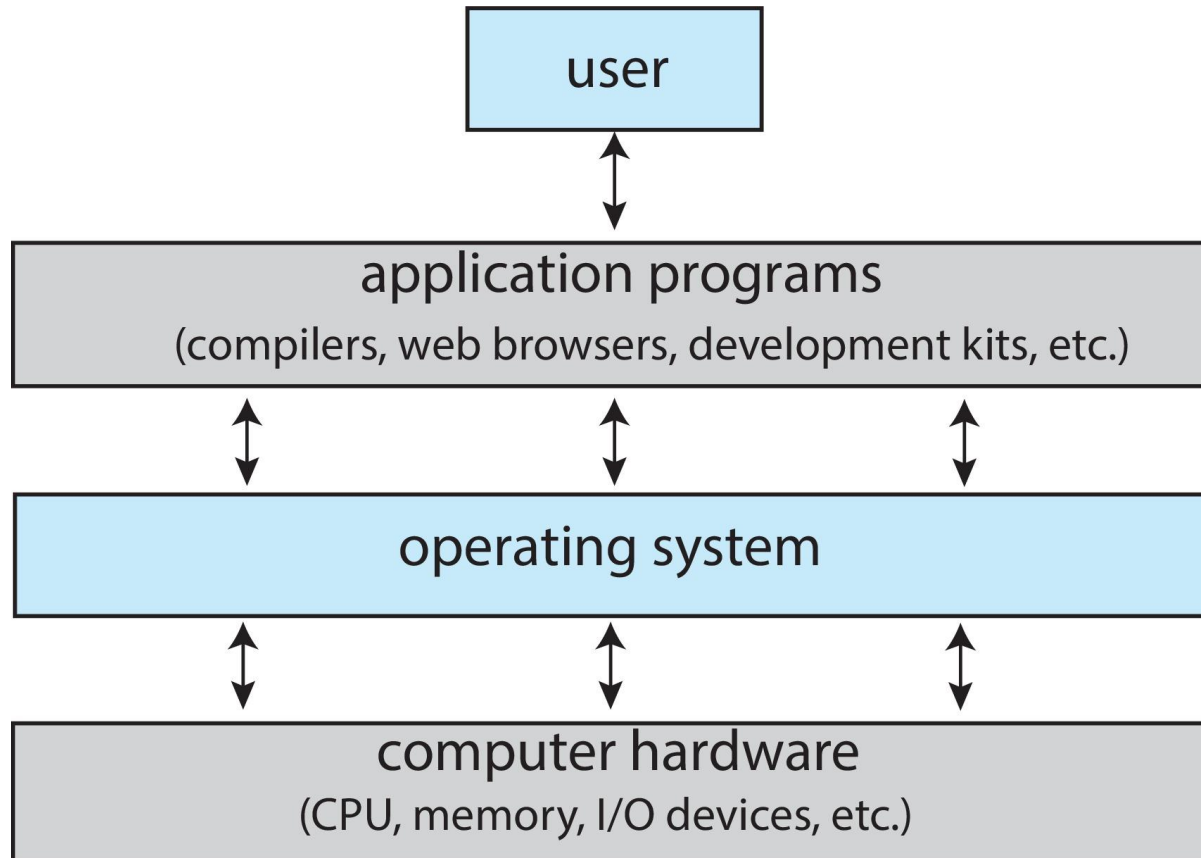 user
application programs
(compilers, web browsers, development kits, etc.)
operating system
computer hardware
(CPU, memory, I/O devices, etc.)